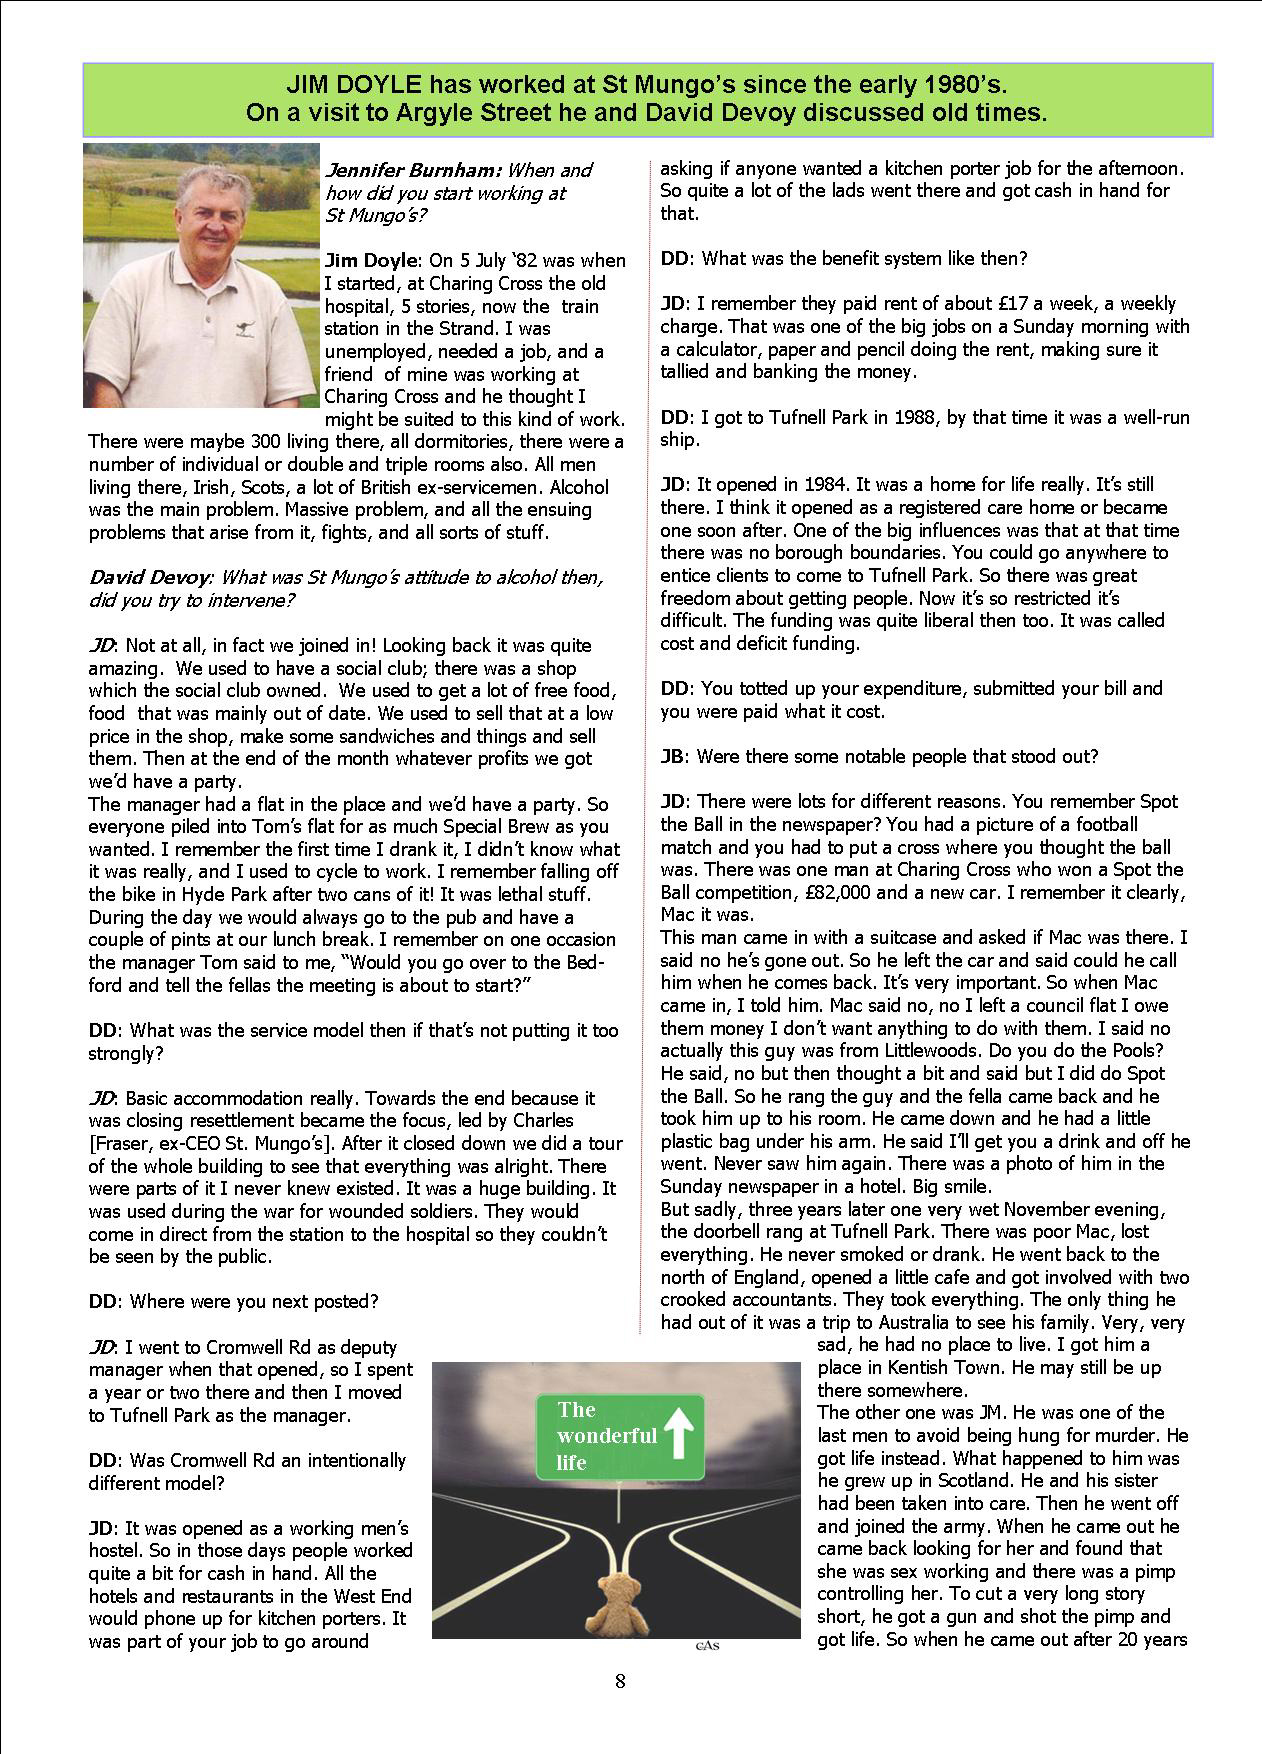 JIM DOYLE has worked at St Mungo's since the early 1980's.
On a visit to Argyle Street he and David Devoy discussed old times.
Jennifer Burnham: When and
how did you start working at
St Mungo's?
Jim Doyle: On 5 July '82 was when
I started, at Charing Cross the old
hospital, 5 stories, now the train
station in the Strand. I was
unemployed, needed a job, and a
friend of mine was working at
Charing Cross and he thought I
might be suited to this kind of work.
There were maybe 300 living there, all dormitories, there were a
number of individual or double and triple rooms also. All men
living there, Irish, Scots, a lot of British ex-servicemen. Alcohol
was the main problem. Massive problem, and all the ensuing
problems that arise from it, fights, and all sorts of stuff.
David Devoy: What was St Mungo's attitude to alcohol then,
did you try to intervene?
JD: Not at all, in fact we joined in! Looking back it was quite
amazing. We used to have a social club; there was a shop
which the social club owned. We used to get a lot of free food,
food that was mainly out of date. We used to sell that at a low
price in the shop, make some sandwiches and things and sell
them. Then at the end of the month whatever profits we got
we'd have a party.
The manager had a flat in the place and we'd have a party. So
everyone piled into Tom's flat for as much Special Brew as you
wanted. I remember the first time I drank it, I didn't know what
it was really, and I used to cycle to work. I remember falling off
the bike in Hyde Park after two cans of it! It was lethal stuff.
During the day we would always go to the pub and have a
couple of pints at our lunch break. I remember on one occasion
the manager Tom said to me, "Would you go over to the Bed-
ford and tell the fellas the meeting is about to start?"
DD: What was the service model then if that's not putting it too
strongly?
JD: Basic accommodation really. Towards the end because it
was closing resettlement became the focus, led by Charles
[Fraser, ex-CEO St. Mungo's]. After it closed down we did a tour
of the whole building to see that everything was alright. There
were parts of it I never knew existed. It was a huge building. It
was used during the war for wounded soldiers. They would
come in direct from the station to the hospital so they couldn't
be seen by the public.
DD: Where were you next posted?
JD: I went to Cromwell Rd as deputy
manager when that opened, so I spent
a year or two there and then I moved
to Tufnell Park as the manager.
DD: Was Cromwell Rd an intentionally
different model?
JD: It was opened as a working men's
hostel. So in those days people worked
quite a bit for cash in hand. All the
hotels and restaurants in the West End
would phone up for kitchen porters. It
was part of your job to go around
asking if anyone wanted a kitchen porter job for the afternoon.
So quite a lot of the lads went there and got cash in hand for
that.
DD: What was the benefit system like then?
JD: I remember they paid rent of about £17 a week, a weekly
charge. That was one of the big jobs on a Sunday morning with
a calculator, paper and pencil doing the rent, making sure it
tallied and banking the money.
DD: I got to Tufnell Park in 1988, by that time it was a well-run
ship.
JD: It opened in 1984. It was a home for life really. It's still
there. I think it opened as a registered care home or became
one soon after. One of the big influences was that at that time
there was no borough boundaries. You could go anywhere to
entice clients to come to Tufnell Park. So there was great
freedom about getting people. Now it's so restricted it's
difficult. The funding was quite liberal then too. It was called
cost and deficit funding.
DD: You totted up your expenditure, submitted your bill and
you were paid what it cost.
JB: Were there some notable people that stood out?
JD: There were lots for different reasons. You remember Spot
the Ball in the newspaper? You had a picture of a football
match and you had to put a cross where you thought the ball
was. There was one man at Charing Cross who won a Spot the
Ball competition, £82,000 and a new car. I remember it clearly,
Mac it was.
This man came in with a suitcase and asked if Mac was there. I
said no he's gone out. So he left the car and said could he call
him when he comes back. It's very important. So when Mac
came in, I told him. Mac said no, no I left a council flat I owe
them money I don't want anything to do with them. I said no
actually this guy was from Littlewoods. Do you do the Pools?
He said, no but then thought a bit and said but I did do Spot
the Ball. So he rang the guy and the fella came back and he
took him up to his room. He came down and he had a little
plastic bag under his arm. He said I'll get you a drink and off he
went. Never saw him again. There was a photo of him in the
Sunday newspaper in a hotel. Big smile.
But sadly, three years later one very wet November evening,
the doorbell rang at Tufnell Park. There was poor Mac, lost
everything. He never smoked or drank. He went back to the
north of England, opened a little cafe and got involved with two
crooked accountants. They took everything. The only thing he
had out of it was a trip to Australia to see his family. Very, very
sad, he had no place to live. I got him a
place in Kentish Town. He may still be up
there somewhere.
The other one was JM. He was one of the
last men to avoid being hung for murder. He
got life instead. What happened to him was
he grew up in Scotland. He and his sister
had been taken into care. Then he went off
and joined the army. When he came out he
came back looking for her and found that
she was sex working and there was a pimp
controlling her. To cut a very long story
short, he got a gun and shot the pimp and
got life. So when he came out after 20 years
The
wonderful
life
CAS
8